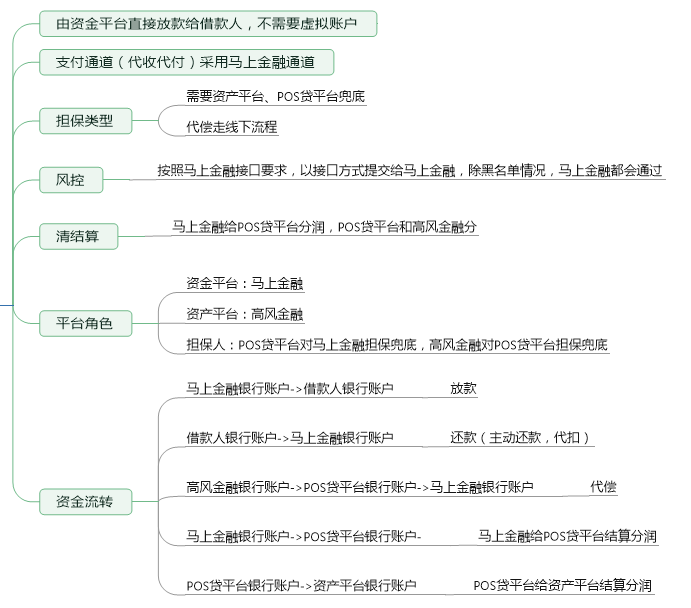 由资金平台直接放款给借款人，不需要虚拟账户
支付通道（代收代付）采用马上金融通道
担保类型
需要资产平台、POS贷平台兜底
代偿走线下流程
风控
按照马上金融接口要求，以接口方式提交给马上金融，除黑名单情况，马上金融都会通过
清结算
马上金融给POS贷平台分润，POS贷平台和高风金融分
平台角色
资金平台：马上金融
资产平台：高风金融
担保人：POS贷平台对马上金融担保兜底，高风金融对POS贷平台担保兜底
资金流转
马上金融银行账户->借款人银行账户 放款
借款人银行账户->马上金融银行账户 还款（主动还款，代扣）
高风金融银行账户->POS贷平台银行账户->马上金融银行账户 代偿
马上金融银行账户->POS贷平台银行账户- 马上金融给POS贷平台结算分润
POS贷平台银行账户->资产平台银行账户 POS贷平台给资产平台结算分润